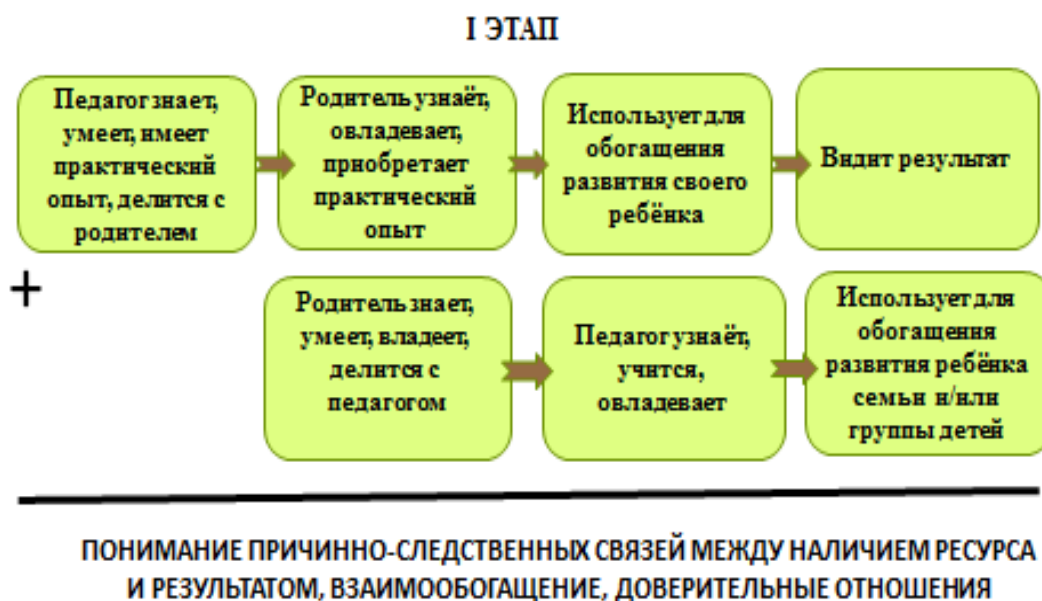 I ЭТАП
Педагог знает,
умеет, имеет
практический
опыт, делится с
родителем
Родитель узнаёт,
овладевает,
приобретает
практический
опыт
Использует для
обогащения
развития своего
ребёнка
Видит результат
+
Родитель знает,
умеет, владеет,
делится с
педагогом
Педагог узнаёт,
учится,
овладевает
Использует для
обогащения
развития ребёнка
семьи и/или
группы детей
ПОНИМАНИЕ ПРИЧИННО-СЛЕДСТВЕННЫХ СВЯЗЕЙ МЕЖДУ НАЛИЧИЕМ РЕСУРСА
И РЕЗУЛЬТАТОМ, ВЗАИМООБОГАЩЕНИЕ, ДОВЕРИТЕЛЬНЫЕ ОТНОШЕНИЯ